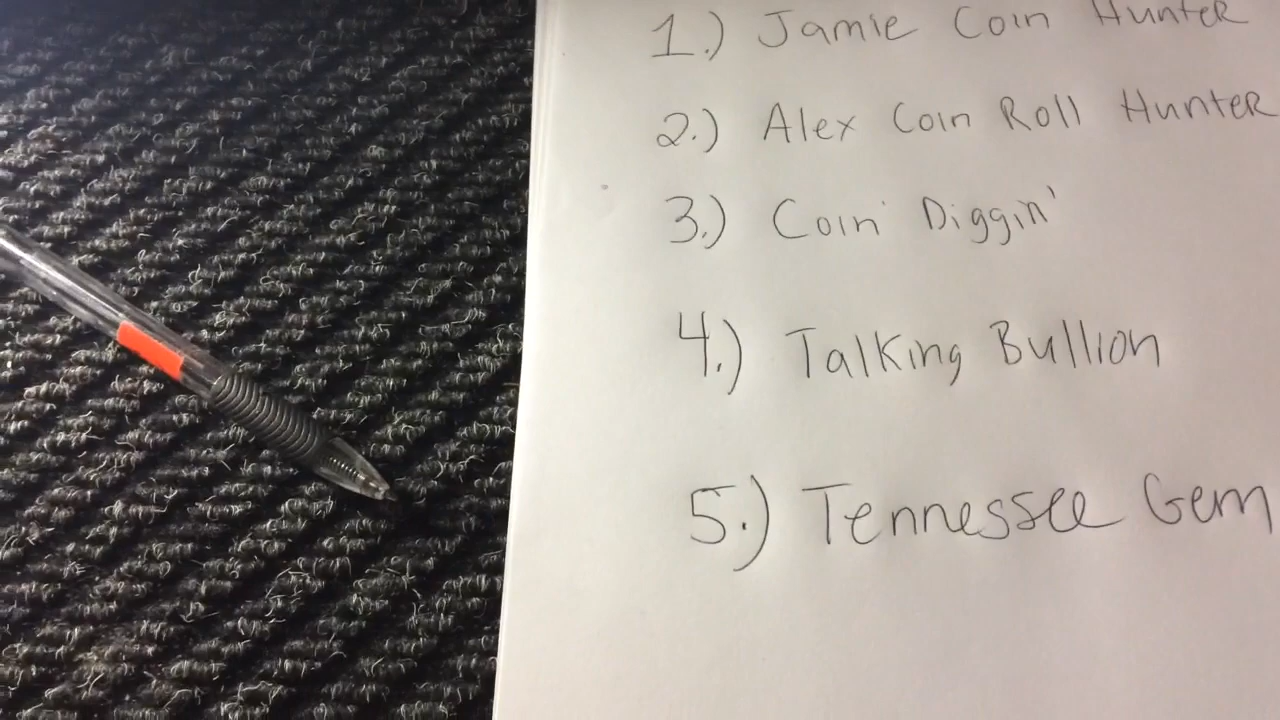 1.) Jamie Coin Hunter
2.) Alex Coin Roll Hunter
3.) Coin' Diggin'
4.) Talking Bullion
5.) Tennessee Gem